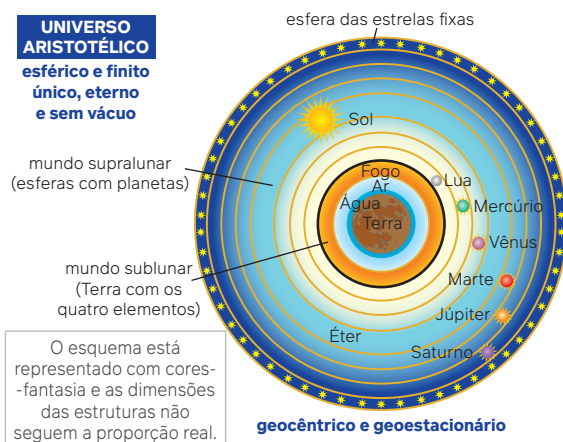 UNIVERSO
ARISTOTÉLICO
esférico e finito
único, eterno
e sem vácuo
esfera das estrelas fixas
Sol
mundo supralunar
(esferas com planetas)
Fogo
Ar
Água
Terra
Lua
Mercúrio
Vênus
mundo sublunar
(Terra com os
quatro elementos)
Marte
Júpiter
Éter
Saturno
O esquema está
representado com cores-
-fantasia e as dimensões
das estruturas não
seguem a proporção real.
geocêntrico e geoestacionário